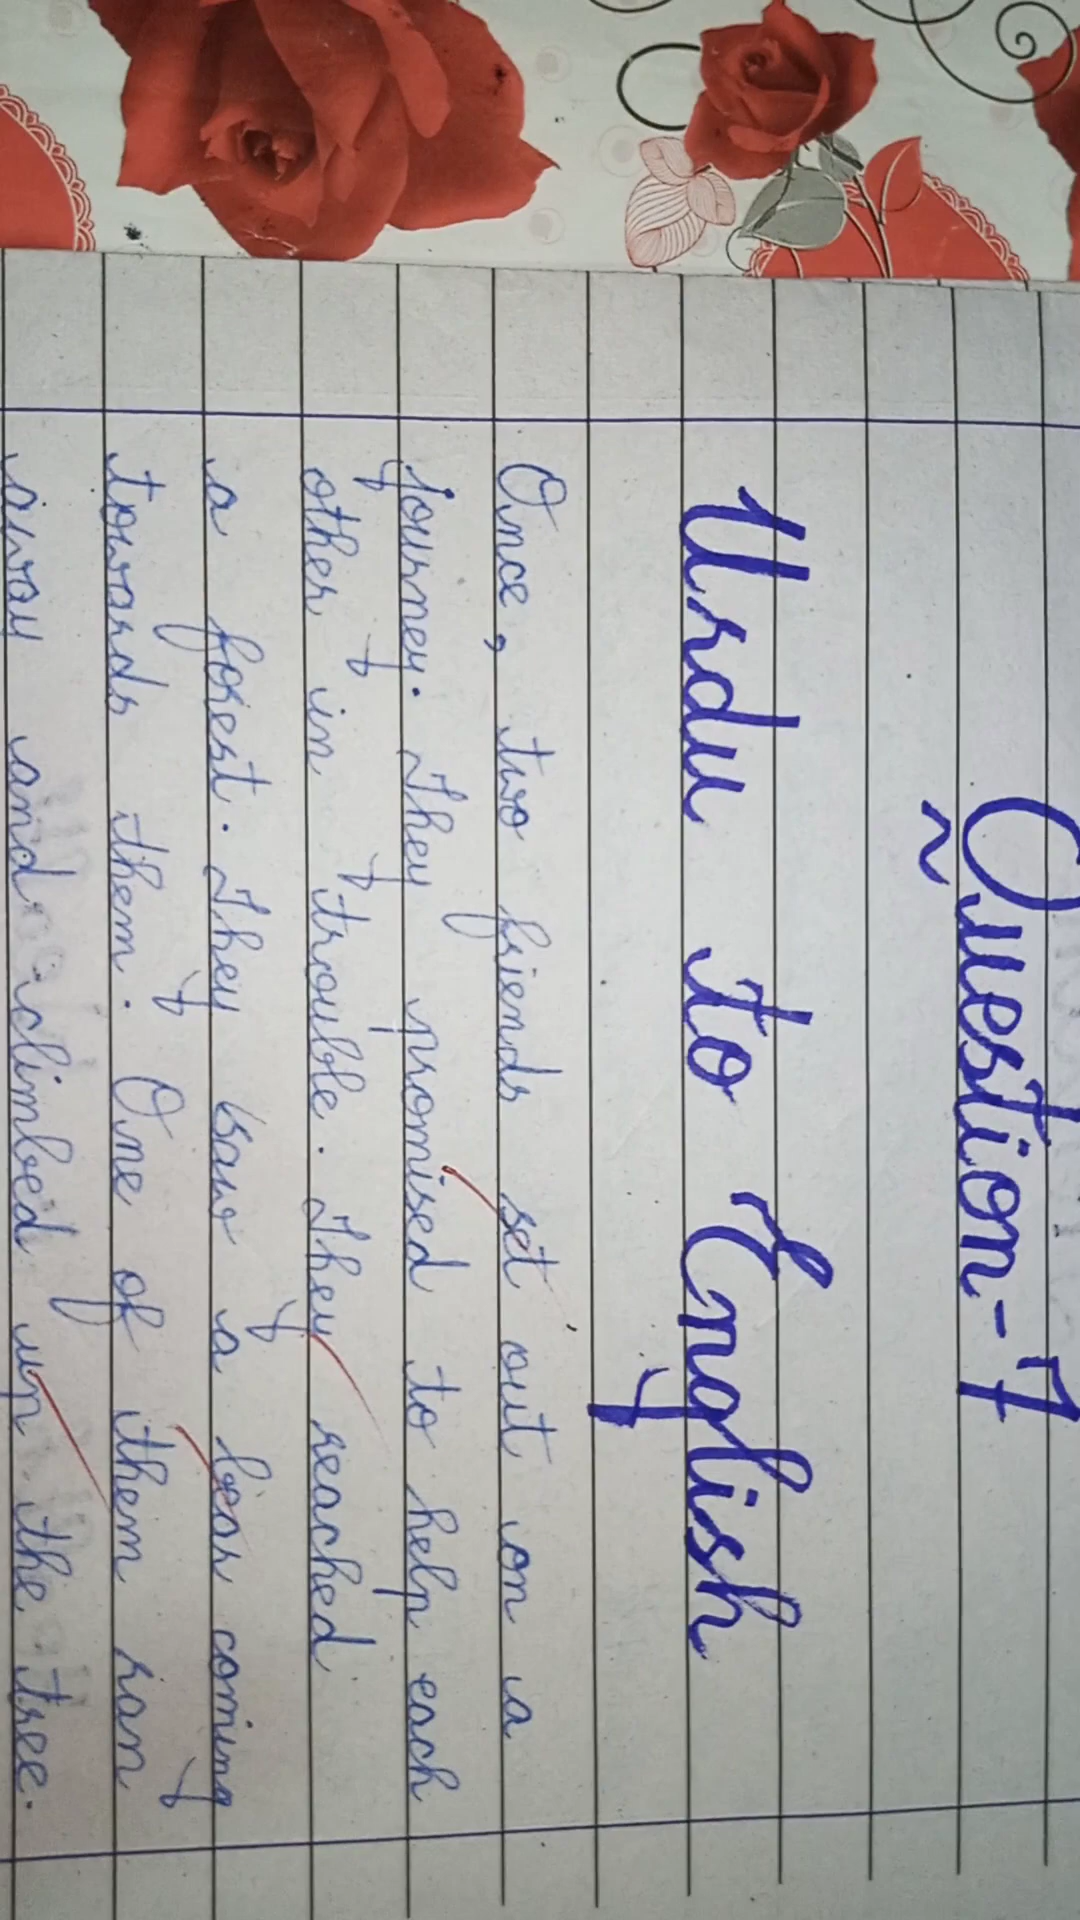 Question-7
Urdu to English
Once, two friends set out on a
journey. They promised to help each
other in trouble. They reached
a forest. They saw a bear coming
towards them. One of them ran
away and climbed up the tree.